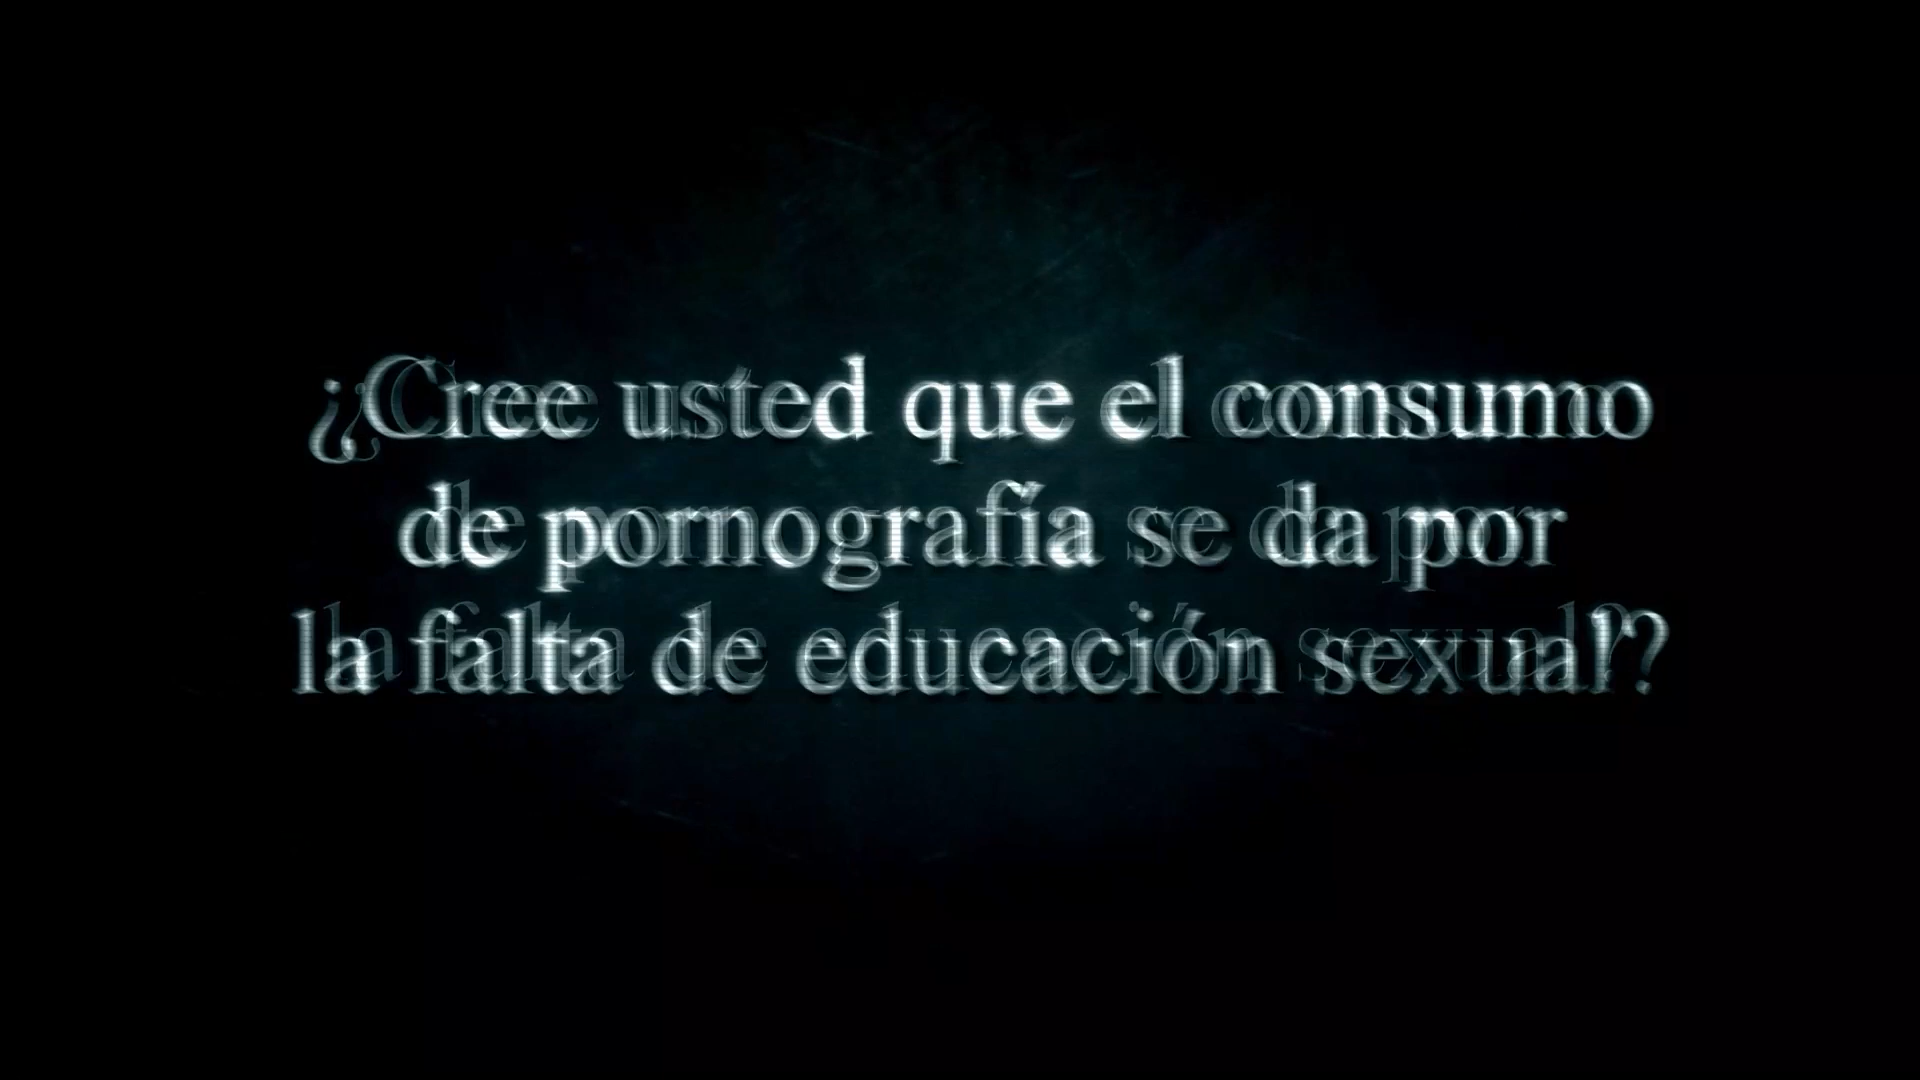 ¿Cree usted que el consumo
de pornografía se da por
la falta de educación sexual?